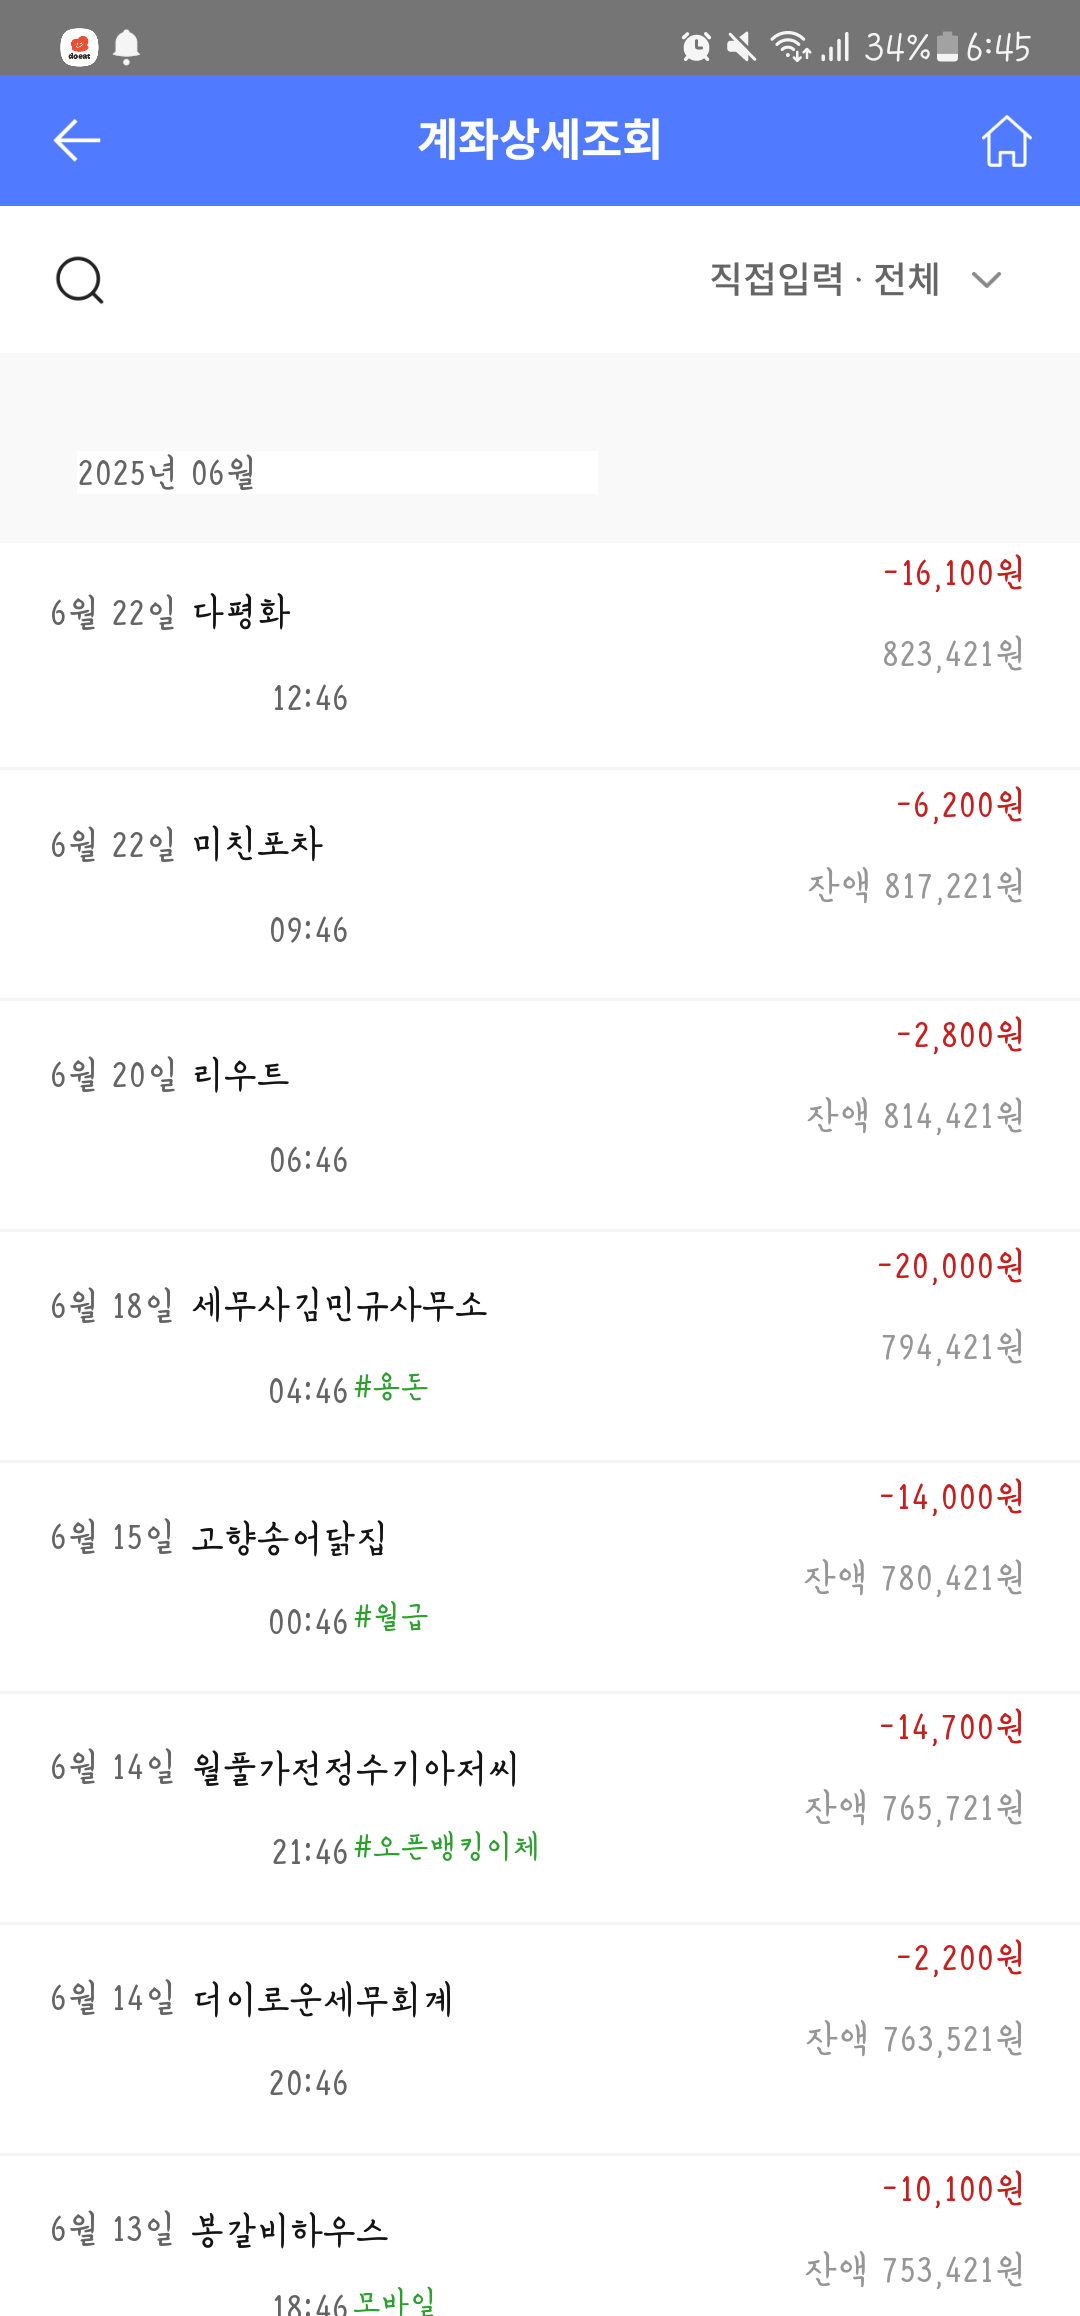 doeat
34% 6:45
계좌상세조회
직접입력 · 전체
2025년 06월
-16,100원
6월 22일 다평화
823,421원
12:46
-6,200원
6월 22일 미친포차
잔액 817,221원
09:46
-2,800원
6월 20일 리우트
잔액 814,421원
06:46
-20,000원
6월 18일 세무사김민규사무소
794,421원
04:46 #용돈
-14,000원
6월 15일 고향송어닭집
잔액 780,421원
00:46 #월급
-14,700원
6월 14일 월풀가전정수기아저씨
잔액 765,721원
21:46 #오픈뱅킹이체
-2,200원
6월 14일 더이로운세무회계
잔액 763,521원
20:46
-10,100원
6월 13일 봉갈비하우스
잔액 753,421원
18:46 모바일